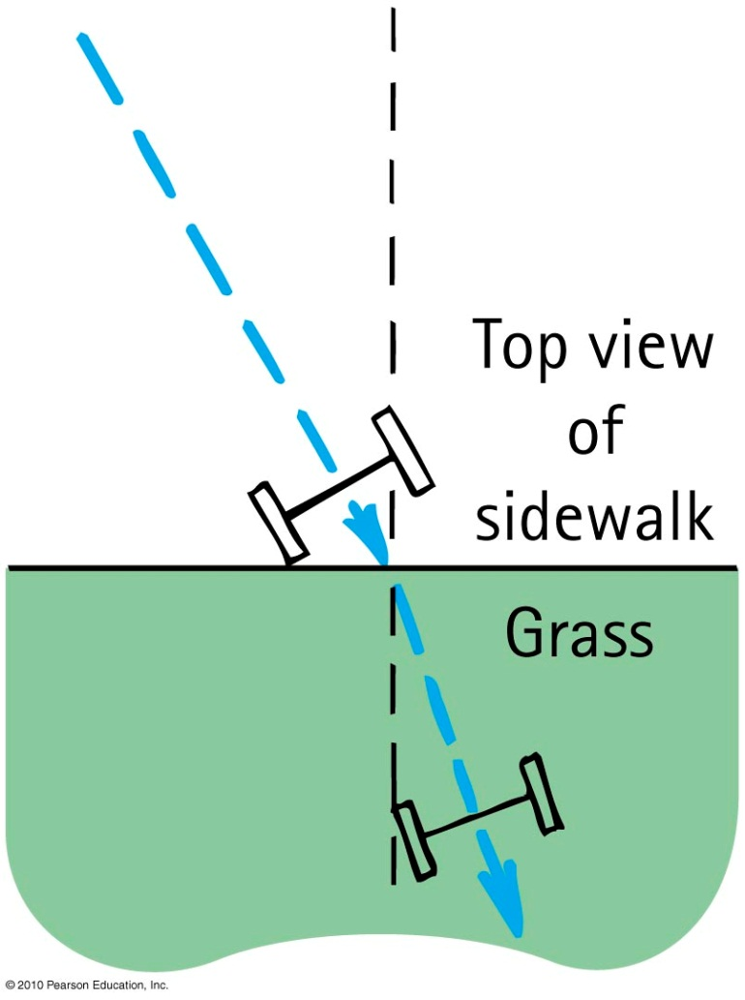 Top view
of
sidewalk
Grass
© 2010 Pearson Education, Inc.